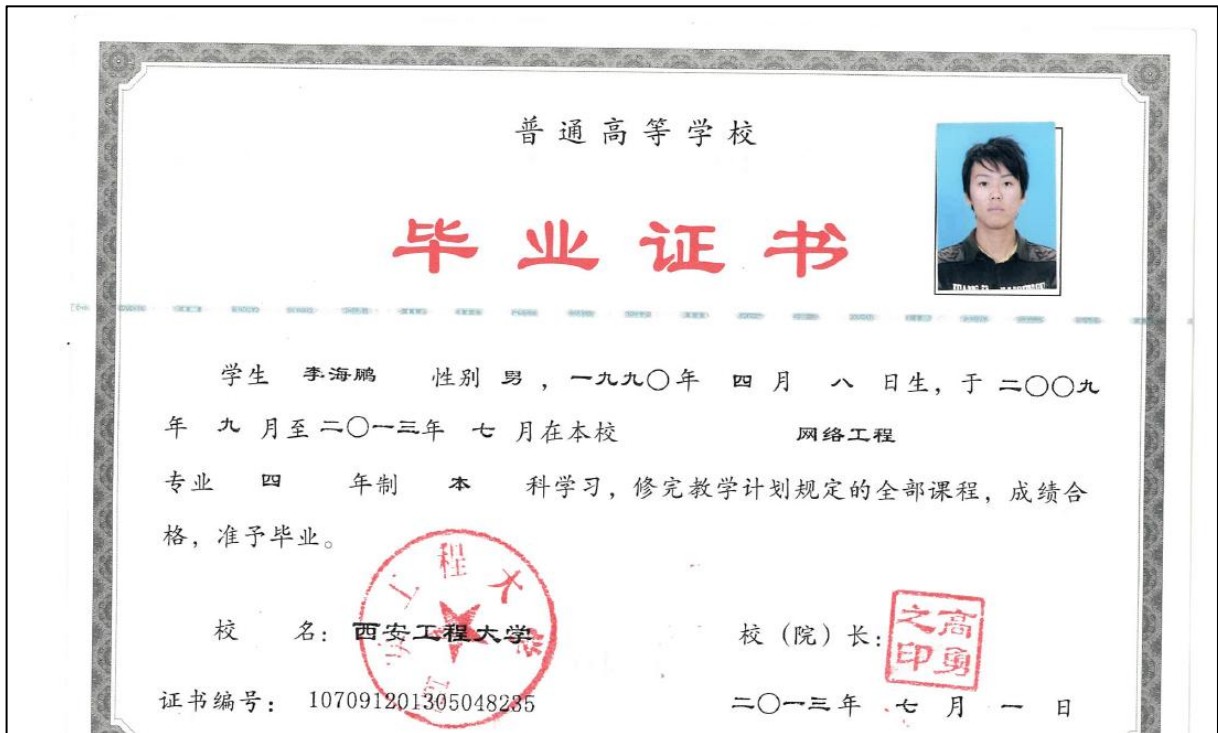 普通高等学校
毕业证书
学生 李海鹏 性别 男 ，一九九〇年 四 月 八 日生，于 二〇〇九
年 九 月至 二〇一三年 七 月在本校 网络工程
专业 四 年制 本 科学习，修完教学计划规定的全部课程，成绩合
格，准予毕业。
校 名：西安工程大学
校（院）长：
高勇之印
证书编号：107091201305048235
二〇一三年 七 月 一 日